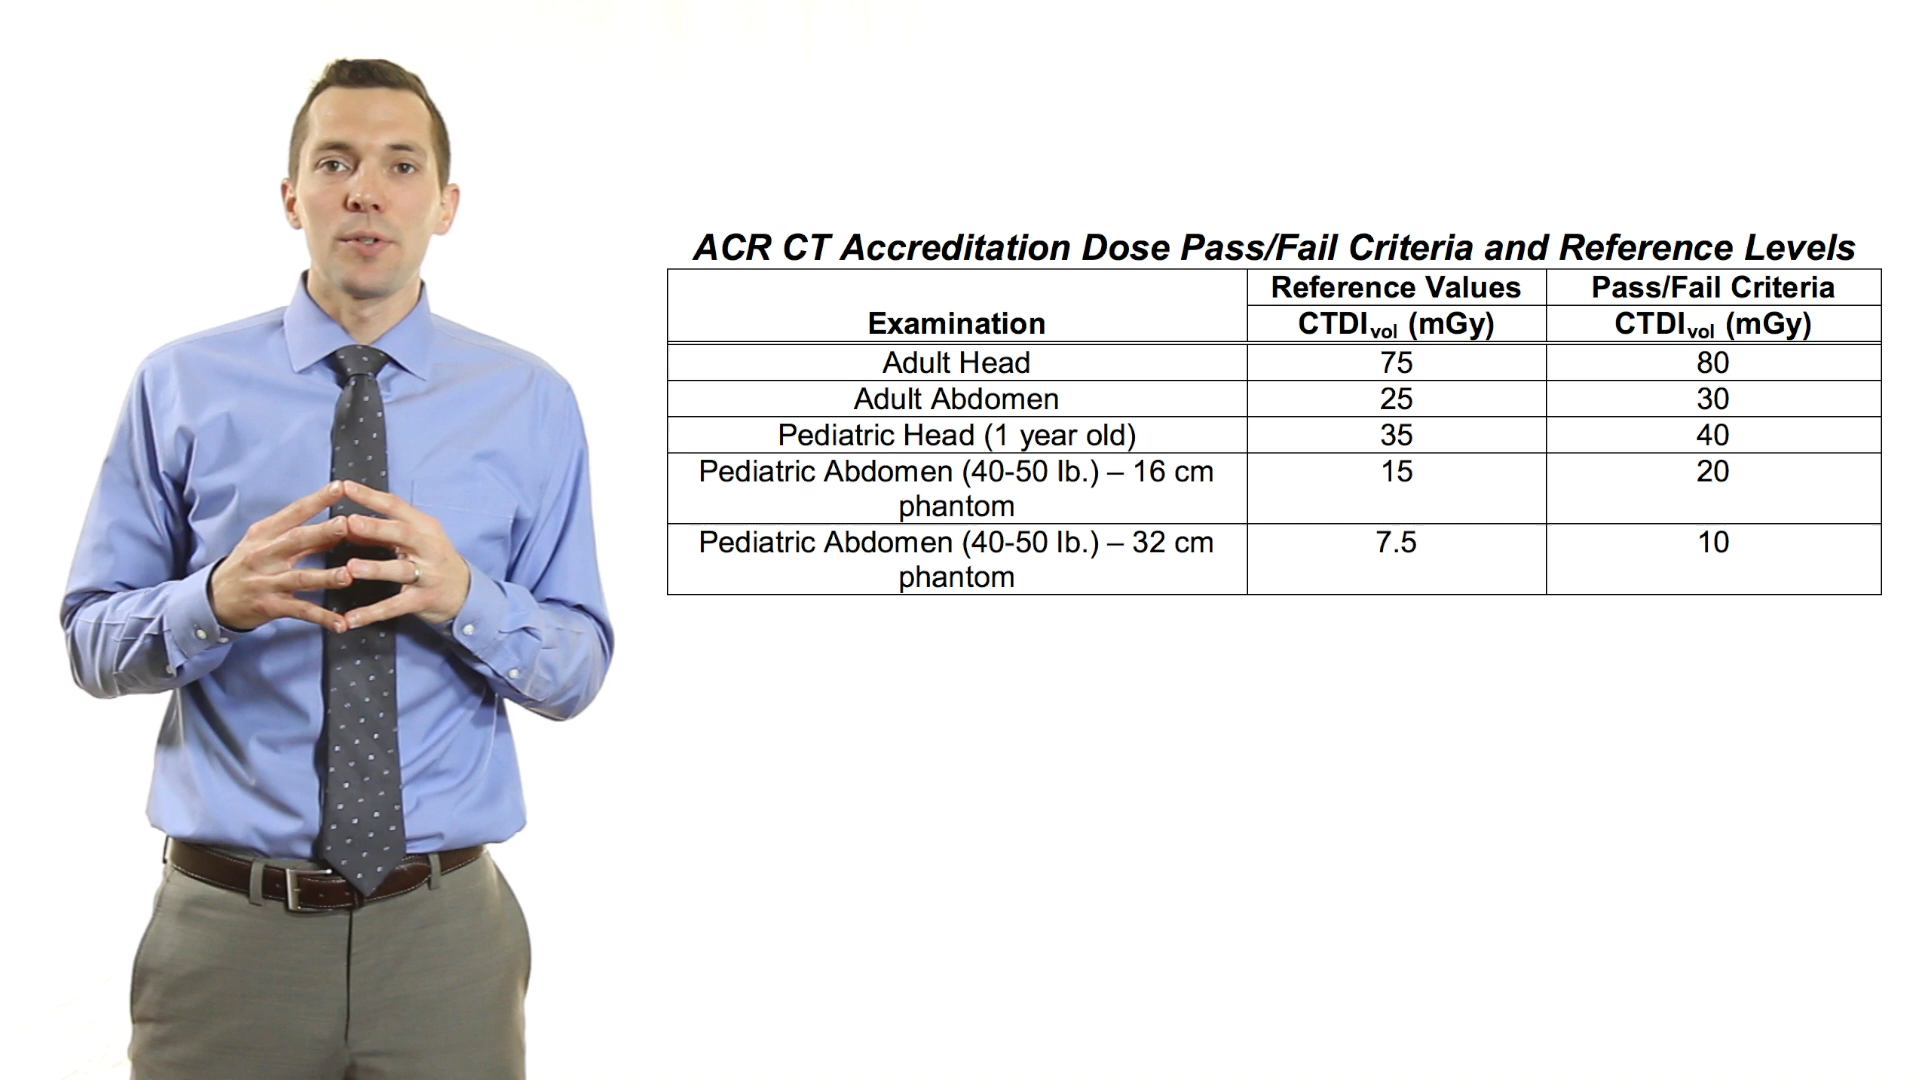 ACR CT Accreditation Dose Pass/Fail Criteria and Reference Levels
Examination
Reference Values
Pass/Fail Criteria
CTDIvol (mGy)
CTDIvol (mGy)
Adult Head 75 80
Adult Abdomen 25 30
Pediatric Head (1 year old) 35 40
Pediatric Abdomen (40-50 lb.) – 16 cm phantom 15 20
Pediatric Abdomen (40-50 lb.) – 32 cm phantom 7.5 10